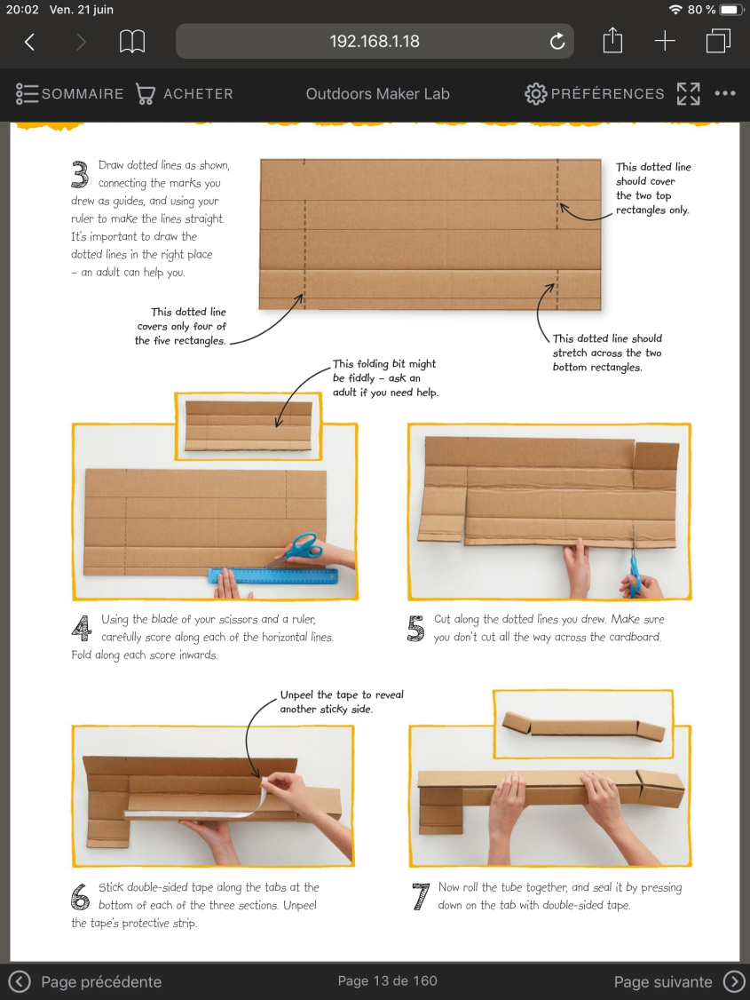 20:02 Ven. 21 juin
80 %
192.168.1.18
SOMMAIRE ACHETER Outdoors Maker Lab PRÉFÉRENCES
3 Draw dotted lines as shown,
connecting the marks you
drew as guides, and using your
ruler to make the lines straight.
It's important to draw the
dotted lines in the right place
– an adult can help you.
This dotted line
should cover
the two top
rectangles only.
This dotted line
covers only four of
the five rectangles.
This dotted line should
stretch across the two
bottom rectangles.
This folding bit might
be fiddly – ask an
adult if you need help.
4 Using the blade of your scissors and a ruler,
carefully score along each of the horizontal lines.
Fold along each score inwards.
5 Cut along the dotted lines you drew. Make sure
you don't cut all the way across the cardboard.
Unpeel the tape to reveal
another sticky side.
6 Stick double-sided tape along the tabs at the
bottom of each of the three sections. Unpeel
the tape's protective strip.
7 Now roll the tube together, and seal it by pressing
down on the tab with double-sided tape.
Page précédente Page 13 de 160 Page suivante